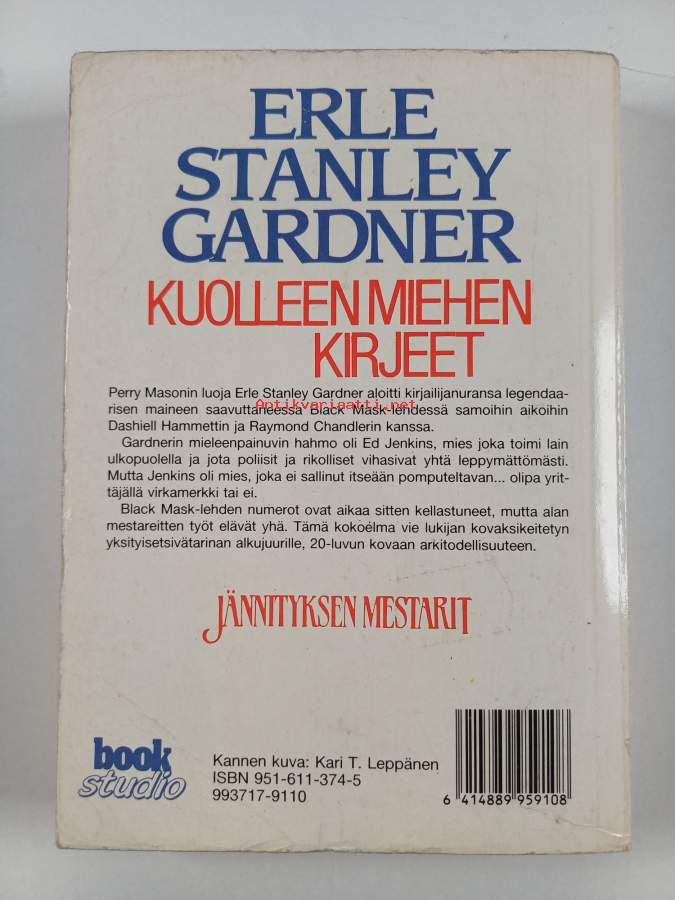 ERLE
STANLEY
GARDNER
KUOLLEEN MIEHEN
KIRJEET
Perry Masonin luoja Erle Stanley Gardner aloitti kirjailijanuransa legendaa-
risen maineen saavuttaneessa Black Mask-lehdessä samoihin aikoihin
Antikvariaatti.net
Dashiell Hammettin ja Raymond Chandlerin kanssa.
Gardnerin mieleenpainuvin hahmo oli Ed Jenkins, mies joka toimi lain
ulkopuolella ja jota poliisit ja rikolliset vihasivat yhtä leppymättömästi.
Mutta Jenkins oli mies, joka ei sallinut itseään pomputeltavan... olipa yrit-
täjällä virkamerkki tai ei.
Black Mask-lehden numerot ovat aikaa sitten kellastuneet, mutta alan
mestareitten työt elävät yhä. Tämä kokoelma vie lukijan kovaksikeitetyn
yksityisetsivätarinan alkujuurille, 20-luvun kovaan arkitodellisuuteen.
JÄNNITYKSEN MESTARIT
book
studio
Kannen kuva: Kari T. Leppänen
ISBN 951-611-374-5
993717-9110
6 414889 959108